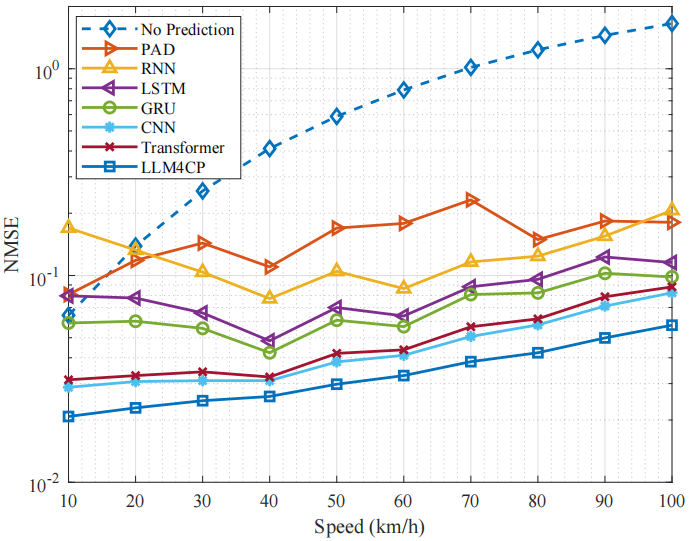 No Prediction
PAD
RNN
LSTM
GRU
CNN
Transformer
LLM4CP
NMSE
10^0
10^-1
10^-2
10 20 30 40 50 60 70 80 90 100
Speed (km/h)